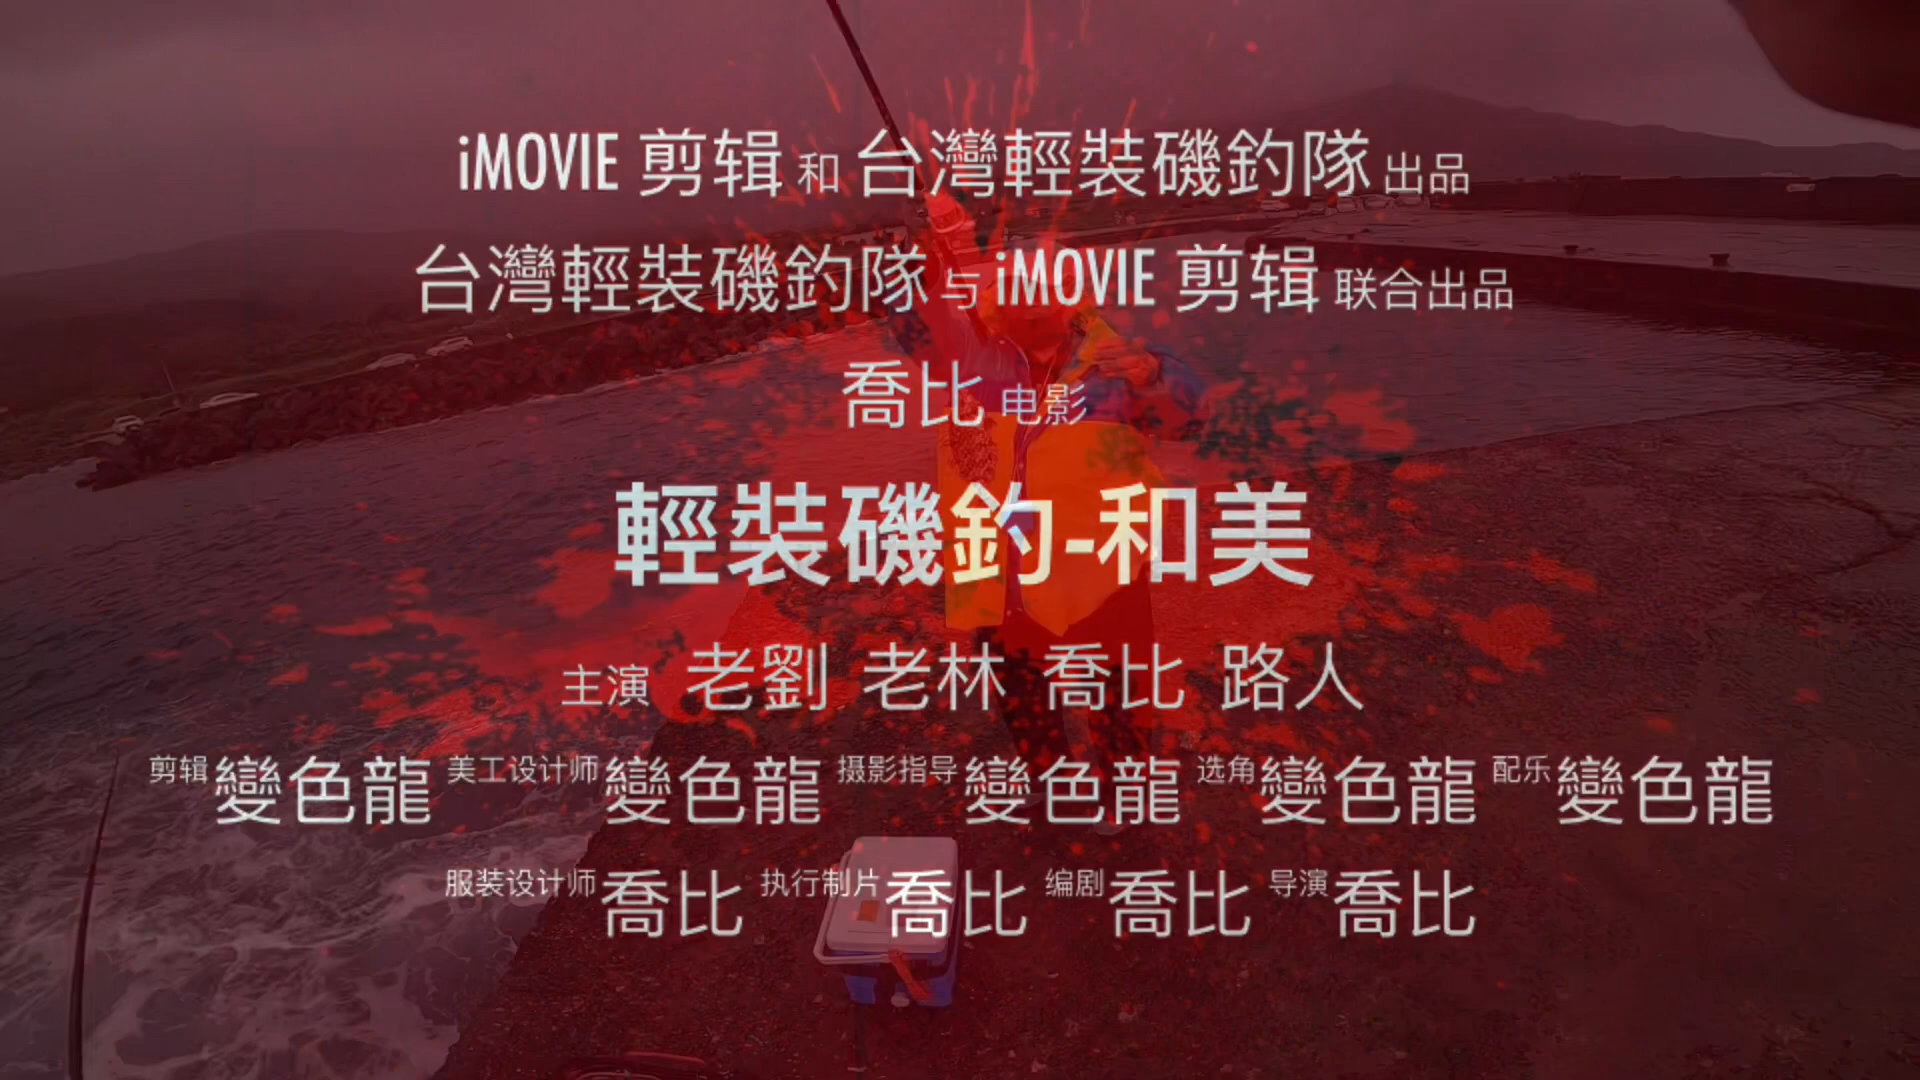 iMOVIE 剪辑 和 台灣輕裝磯釣隊 出品
台灣輕裝磯釣隊 与 iMOVIE 剪辑 联合出品
喬比 电影
輕裝磯釣-和美
主演 老劉 老林 喬比 路人
剪辑 變色龍 美工设计师 變色龍 摄影指导 變色龍 选角 變色龍 配乐 變色龍
服装设计师 喬比 执行制片 喬比 编剧 喬比 导演 喬比